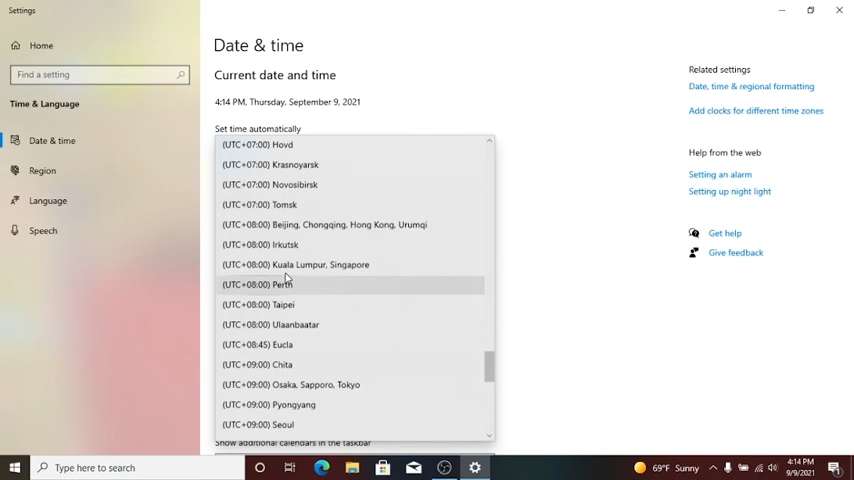 Settings
Home
Find a setting
Time & Language
Date & time
Region
Language
Speech
Date & time
Current date and time
4:14 PM, Thursday, September 9, 2021
Set time automatically
(UTC+07:00) Hovd
(UTC+07:00) Krasnoyarsk
(UTC+07:00) Novosibirsk
(UTC+07:00) Tomsk
(UTC+08:00) Beijing, Chongqing, Hong Kong, Urumqi
(UTC+08:00) Irkutsk
(UTC+08:00) Kuala Lumpur, Singapore
(UTC+08:00) Perth
(UTC+08:00) Taipei
(UTC+08:00) Ulaanbaatar
(UTC+08:45) Eucla
(UTC+09:00) Chita
(UTC+09:00) Osaka, Sapporo, Tokyo
(UTC+09:00) Pyongyang
(UTC+09:00) Seoul
Show additional calendars in the taskbar
Related settings
Date, time & regional formatting
Add clocks for different time zones
Help from the web
Setting an alarm
Setting up night light
Get help
Give feedback
Type here to search
69°F Sunny
4:14 PM
9/9/2021
1